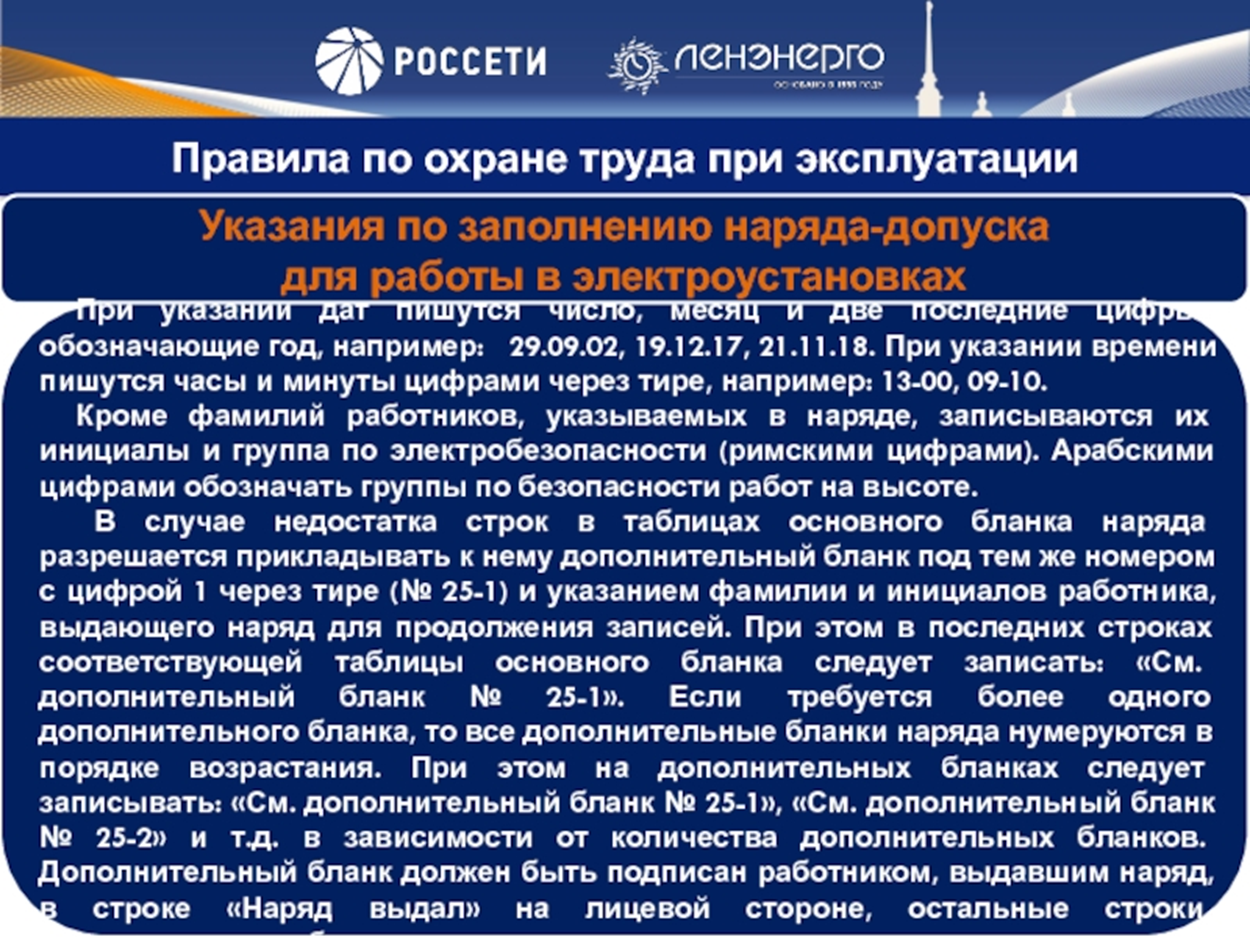 РОССЕТИ
ЛЕНЭНЕРГО
ОСНОВАНО В 1886 ГОДУ
Правила по охране труда при эксплуатации
Указания по заполнению наряда-допуска
для работы в электроустановках
При указании дат пишутся число, месяц и две последние цифры
обозначающие год, например: 29.09.02, 19.12.17, 21.11.18. При указании времени
пишутся часы и минуты цифрами через тире, например: 13-00, 09-10.
Кроме фамилий работников, указываемых в наряде, записываются их
инициалы и группа по электробезопасности (римскими цифрами). Арабскими
цифрами обозначать группы по безопасности работ на высоте.
В случае недостатка строк в таблицах основного бланка наряда
разрешается прикладывать к нему дополнительный бланк под тем же номером
с цифрой 1 через тире (№ 25-1) и указанием фамилии и инициалов работника,
выдающего наряд для продолжения записей. При этом в последних строках
соответствующей таблицы основного бланка следует записать: «См.
дополнительный бланк № 25-1». Если требуется более одного
дополнительного бланка, то все дополнительные бланки наряда нумеруются в
порядке возрастания. При этом на дополнительных бланках следует
записывать: «См. дополнительный бланк № 25-1», «См. дополнительный бланк
№ 25-2» и т.д. в зависимости от количества дополнительных бланков.
Дополнительный бланк должен быть подписан работником, выдавшим наряд,
в строке «Наряд выдал» на лицевой стороне, остальные строки